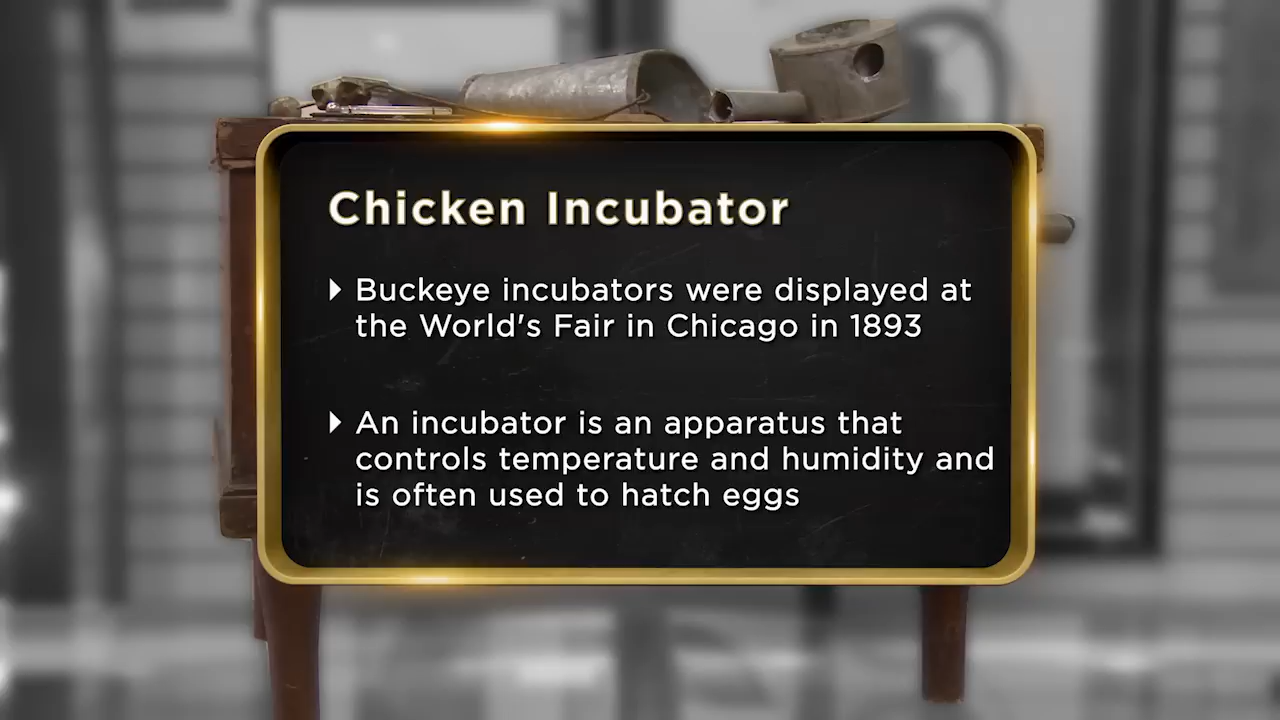 Chicken Incubator
Buckeye incubators were displayed at
the World's Fair in Chicago in 1893
An incubator is an apparatus that
controls temperature and humidity and
is often used to hatch eggs